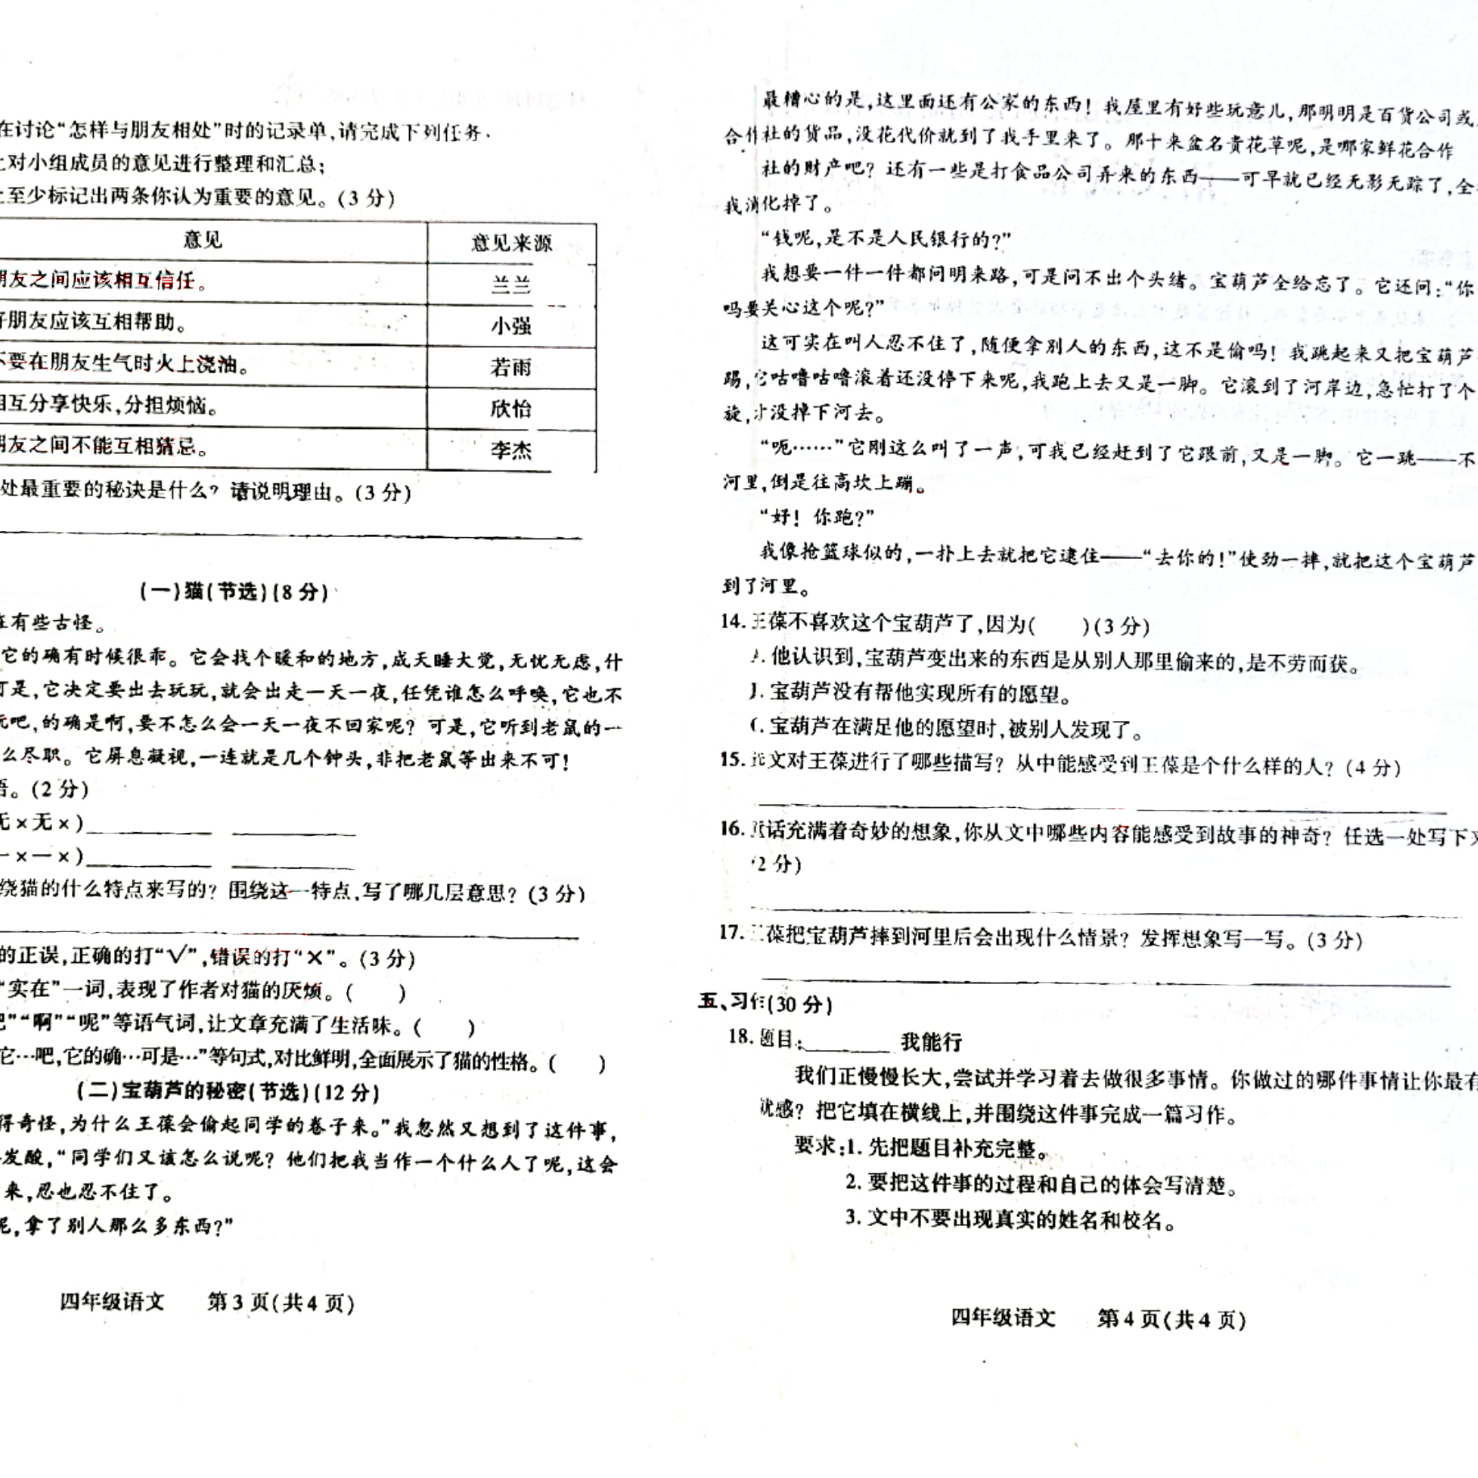 在讨论“怎样与朋友相处”时的记录单,请完成下列任务.
上对小组成员的意见进行整理和汇总;
上至少标记出两条你认为重要的意见。(3 分)
意见 意见来源
朋友之间应该相互信任。 兰兰
好朋友应该互相帮助。 小强
不要在朋友生气时火上浇油。 若雨
相互分享快乐,分担烦恼。 欣怡
朋友之间不能互相猜忌。 李杰
处最重要的秘诀是什么? 请说明理由。(3 分)
(一)猫(节选)(8 分)
在有些古怪。
它的确有时候很乖。它会找个暖和的地方,成天睡大觉,无忧无虑,什
可是,它决定要出去玩玩,就会出走一天一夜,任凭谁怎么呼唤,它也不
玩吧,的确是啊,要不怎么会一天一夜不回家呢? 可是,它听到老鼠的一
么尽职。它屏息凝视,一连就是几个钟头,非把老鼠等出来不可!
语。(2 分)
无×无×)
一×一×)
绕猫的什么特点来写的? 围绕这一特点,写了哪几层意思? (3 分)
的正误,正确的打“√”,错误的打“×”。(3 分)
“实在”一词,表现了作者对猫的厌烦。( )
吧”“啊”“呢”等语气词,让文章充满了生活味。( )
它…吧,它的确…可是…”等句式,对比鲜明,全面展示了猫的性格。( )
(二)宝葫芦的秘密(节选)(12 分)
得奇怪,为什么王葆会偷起同学的卷子来。”我忽然又想到了这件事,
发酸,“同学们又该怎么说呢? 他们把我当作一个什么人了呢,这会
来,忍也忍不住了。
呢,拿了别人那么多东西?”
四年级语文 第 3 页(共 4 页)
最糟心的是,这里面还有公家的东西! 我屋里有好些玩意儿,那明明是百货公司或
合作社的货品,没花代价就到了我手里来了。那十来盆名贵花草呢,是哪家鲜花合作
社的财产吧? 还有一些是打食品公司弄来的东西——可早就已经无影无踪了,全
我消化掉了。
“钱呢,是不是人民银行的?”
我想要一件一件都问明来路,可是问不出个头绪。宝葫芦全给忘了。它还问:“你
吗要关心这个呢?”
这可实在叫人忍不住了,随便拿别人的东西,这不是偷吗! 我跳起来又把宝葫芦
踢,它咕噜咕噜滚着还没停下来呢,我跑上去又是一脚。它滚到了河岸边,急忙打了个
旋,才没掉下河去。
“呃……”它刚这么叫了一声,可我已经赶到了它跟前,又是一脚。它一跳——不
河里,倒是往高坎上蹦。
“好! 你跑?”
我像抢篮球似的,一扑上去就把它逮住——“去你的!”使劲一摔,就把这个宝葫芦
到了河里。
14.王葆不喜欢这个宝葫芦了,因为( )(3 分)
A.他认识到,宝葫芦变出来的东西是从别人那里偷来的,是不劳而获。
B.宝葫芦没有帮他实现所有的愿望。
C.宝葫芦在满足他的愿望时,被别人发现了。
15.本文对王葆进行了哪些描写? 从中能感受到王葆是个什么样的人? (4 分)
16.童话充满着奇妙的想象,你从文中哪些内容能感受到故事的神奇? 任选一处写下
(2 分)
17.王葆把宝葫芦摔到河里后会出现什么情景? 发挥想象写一写。(3 分)
五、习作(30 分)
18.题目:______ 我能行
我们正慢慢长大,尝试并学习着去做很多事情。你做过的哪件事情让你最有
就感? 把它填在横线上,并围绕这件事完成一篇习作。
要求:1. 先把题目补充完整。
2. 要把这件事的过程和自己的体会写清楚。
3. 文中不要出现真实的姓名和校名。
四年级语文 第 4 页(共 4 页)